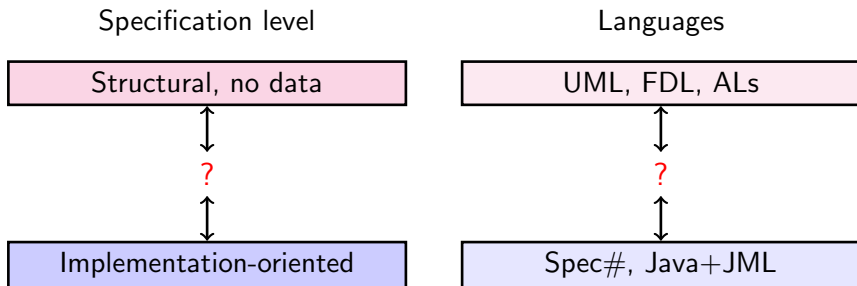 Specification level
Languages
Structural, no data
UML, FDL, ALs
?
?
Implementation-oriented
Spec#, Java+JML